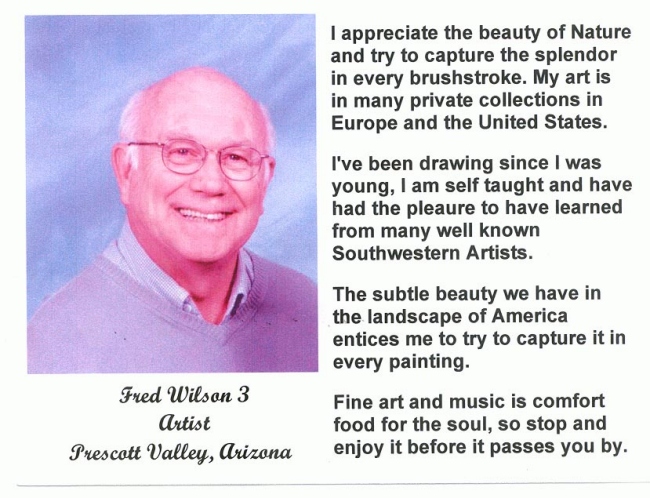 I appreciate the beauty of Nature
and try to capture the splendor
in every brushstroke. My art is
in many private collections in
Europe and the United States.
I've been drawing since I was
young, I am self taught and have
had the pleaure to have learned
from many well known
Southwestern Artists.
The subtle beauty we have in
the landscape of America
entices me to try to capture it in
every painting.
Fine art and music is comfort
food for the soul, so stop and
enjoy it before it passes you by.
Fred Wilson 3
Artist
Prescott Valley, Arizona